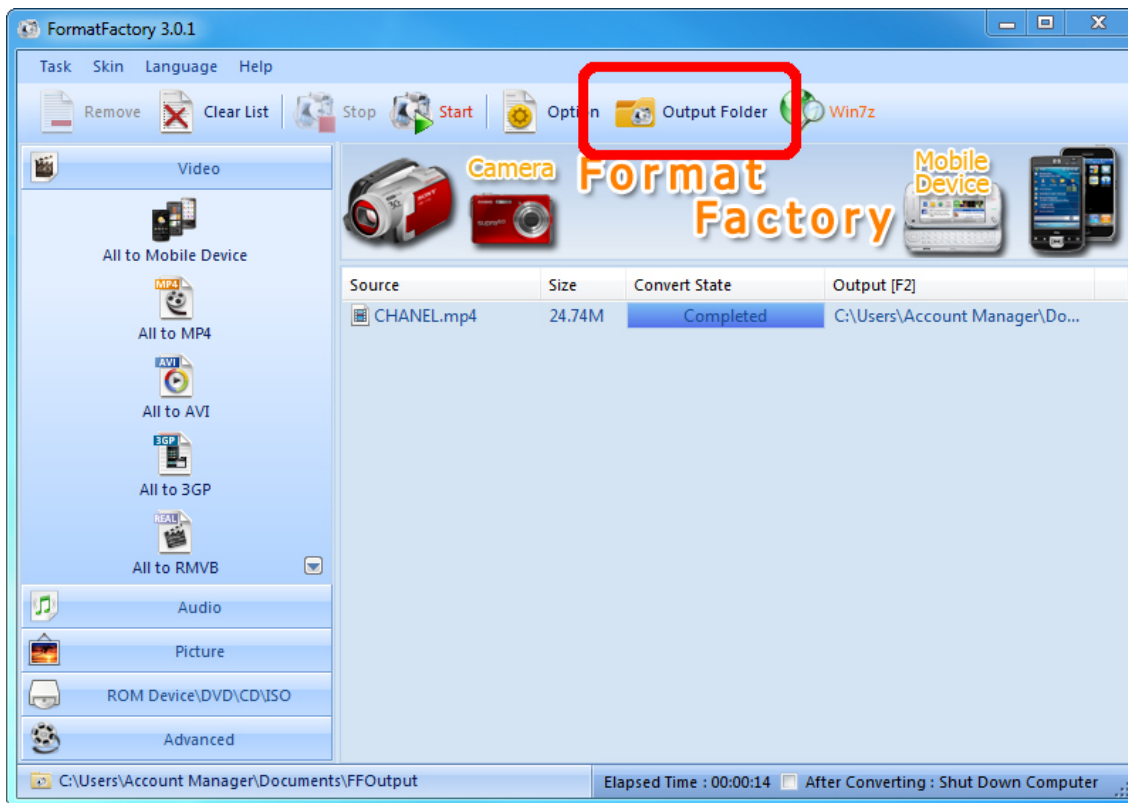 FormatFactory 3.0.1
Task Skin Language Help
Remove Clear List Stop Start Option Output Folder Win7z
Video
All to Mobile Device
MP4
All to MP4
AVI
All to AVI
3GP
All to 3GP
REAL
All to RMVB
Audio
Picture
ROM Device\DVD\CD\ISO
Advanced
Camera
Format
Factory
Mobile
Device
SONY
Source Size Convert State Output [F2]
CHANEL.mp4 24.74M Completed C:\Users\Account Manager\Do...
C:\Users\Account Manager\Documents\FFOutput
Elapsed Time : 00:00:14 After Converting : Shut Down Computer